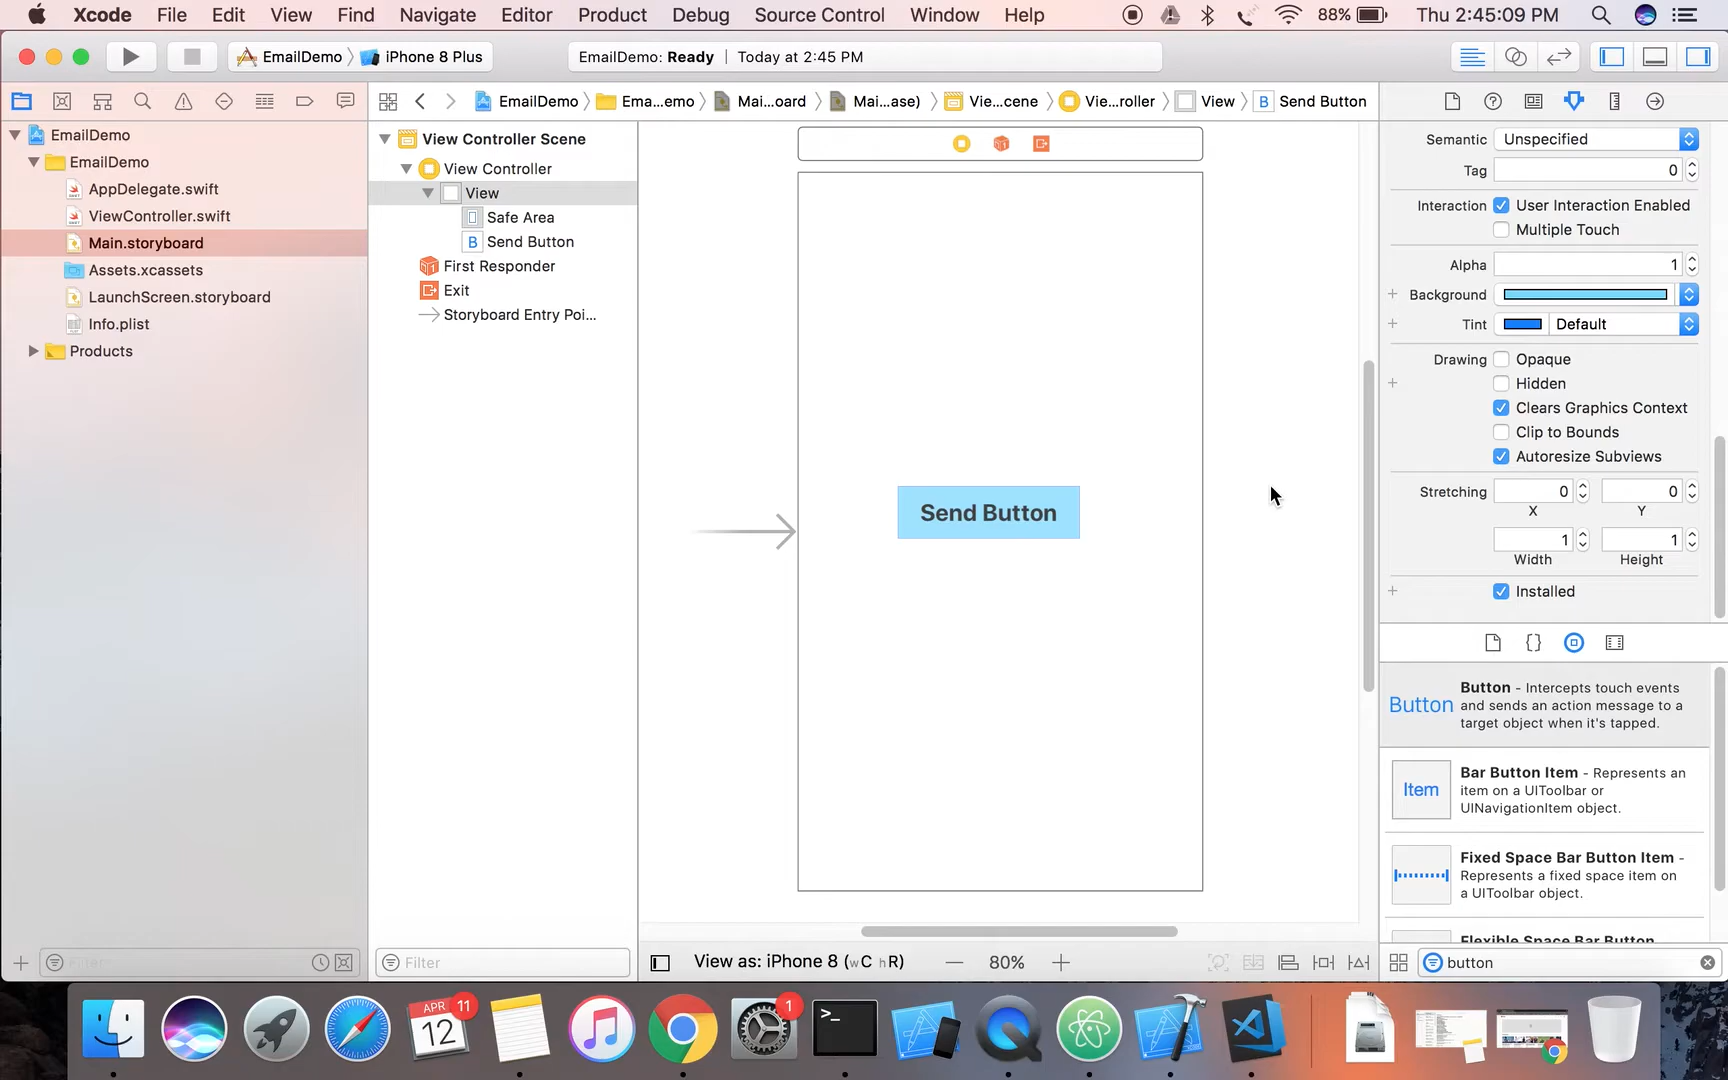 Xcode File Edit View Find Navigate Editor Product Debug Source Control Window Help 88% Thu 2:45:09 PM
EmailDemo iPhone 8 Plus EmailDemo: Ready Today at 2:45 PM
EmailDemo Ema...emo Mai...oard Mai...ase) Vie...cene Vie...roller View B Send Button
EmailDemo
EmailDemo
AppDelegate.swift
ViewController.swift
Main.storyboard
Assets.xcassets
LaunchScreen.storyboard
Info.plist
Products
Filter
View Controller Scene
View Controller
View
Safe Area
B Send Button
First Responder
Exit
Storyboard Entry Poi...
Filter
Send Button
View as: iPhone 8 (wC hR) 80%
Semantic Unspecified
Tag 0
Interaction User Interaction Enabled
Multiple Touch
Alpha 1
Background
Tint Default
Drawing Opaque
Hidden
Clears Graphics Context
Clip to Bounds
Autoresize Subviews
Stretching 0 0
X Y
1 1
Width Height
Installed
Button
Button - Intercepts touch events
and sends an action message to a
target object when it's tapped.
Item
Bar Button Item - Represents an
item on a UIToolbar or
UINavigationItem object.
Fixed Space Bar Button Item -
Represents a fixed space item on
a UIToolbar object.
Flexible Space Bar Button
button
APR 11
12
1